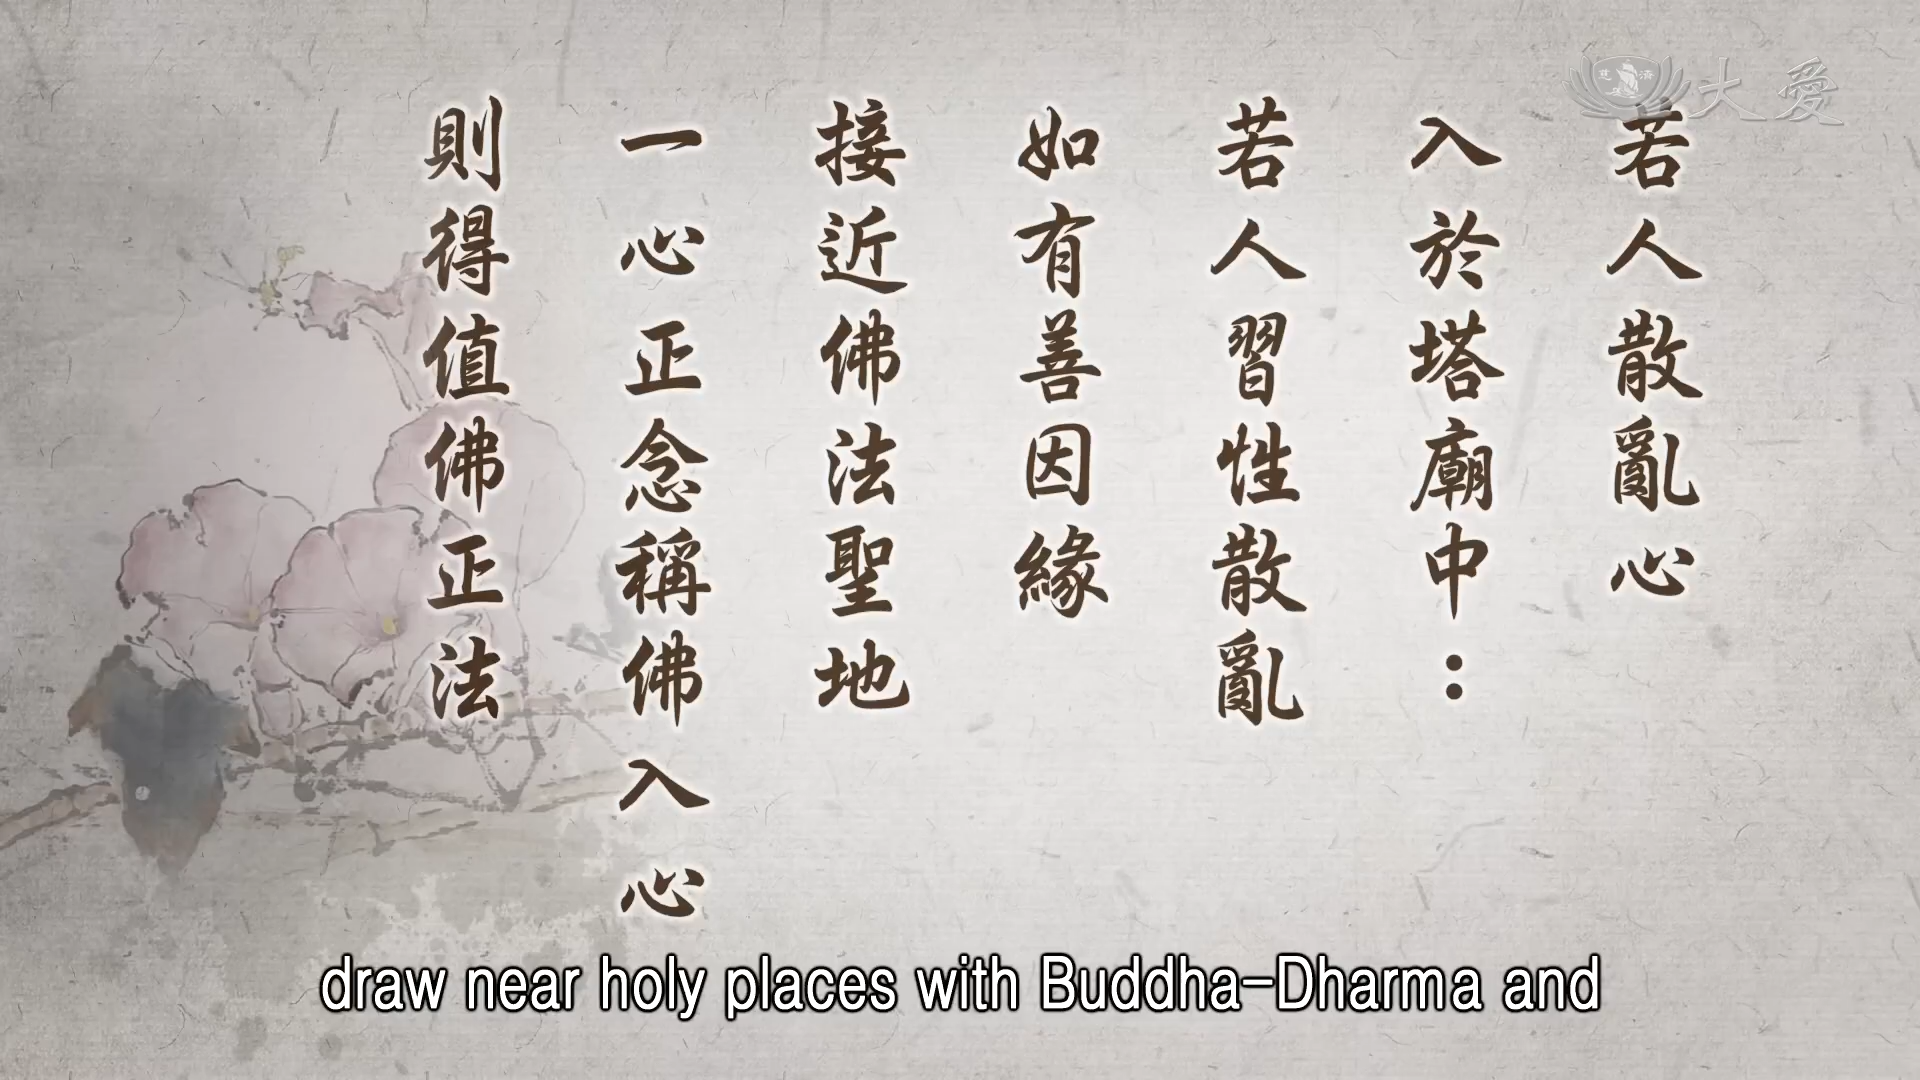 大愛
若人散亂心
入於塔廟中：
若人習性散亂
如有善因緣
接近佛法聖地
一心正念稱佛入心
則得值佛正法
draw near holy places with Buddha-Dharma and